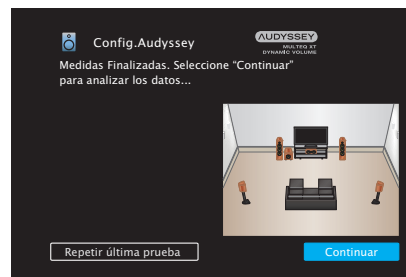 Config.Audyssey
AUDYSSEY
MULTEQ XT
DYNAMIC VOLUME
Medidas Finalizadas. Seleccione “Continuar”
para analizar los datos...
Repetir última prueba
Continuar